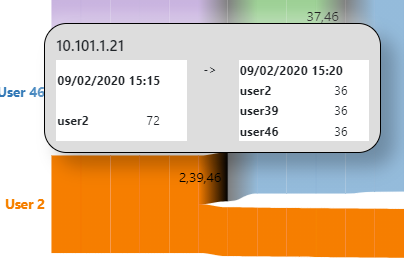 37,46
10.101.1.21
09/02/2020 15:15
->
09/02/2020 15:20
user2 36
user2 72
user39 36
user46 36
User 46
2,39,46
User 2